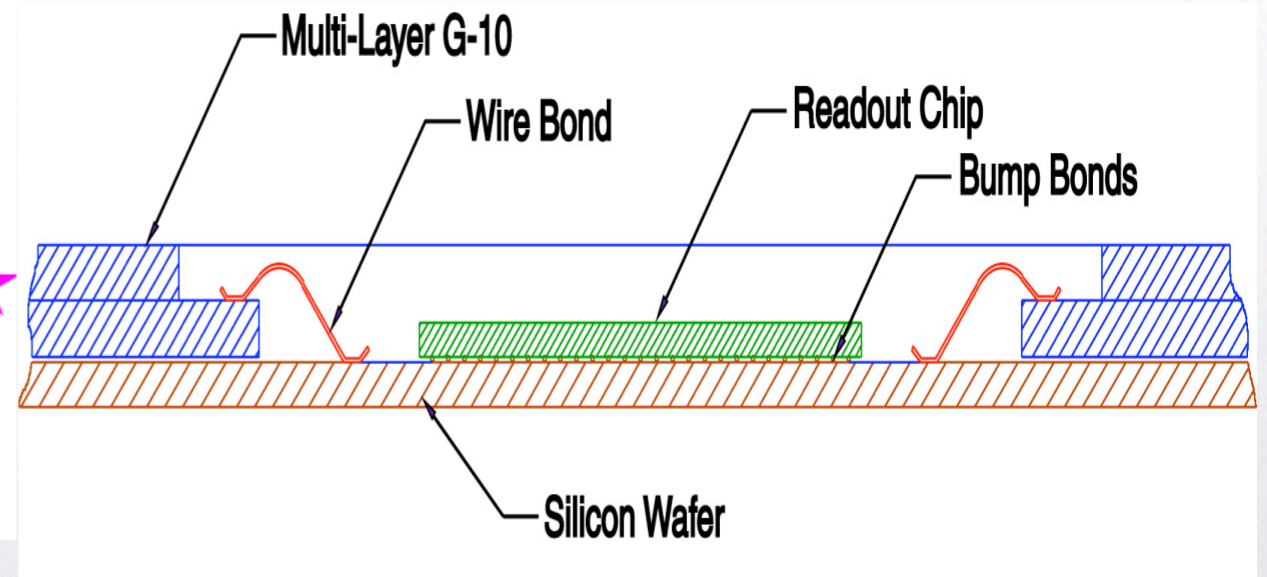 Multi-Layer G-10
Wire Bond
Readout Chip
Bump Bonds
Silicon Wafer